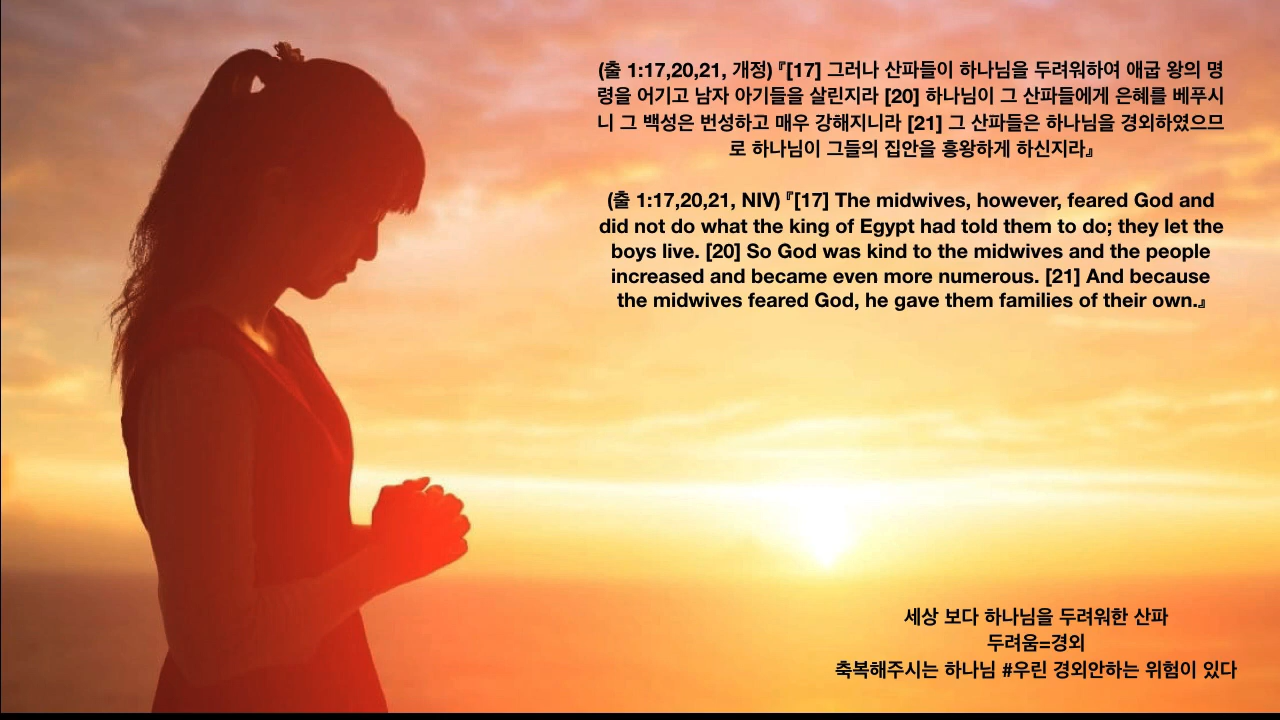 (출 1:17,20,21, 개정)『[17] 그러나 산파들이 하나님을 두려워하여 애굽 왕의 명
령을 어기고 남자 아기들을 살린지라 [20] 하나님이 그 산파들에게 은혜를 베푸시
니 그 백성은 번성하고 매우 강해지니라 [21] 그 산파들은 하나님을 경외하였으므
로 하나님이 그들의 집안을 흥왕하게 하신지라』
(출 1:17,20,21, NIV)『[17] The midwives, however, feared God and
did not do what the king of Egypt had told them to do; they let the
boys live. [20] So God was kind to the midwives and the people
increased and became even more numerous. [21] And because
the midwives feared God, he gave them families of their own.』
세상 보다 하나님을 두려워한 산파
두려움=경외
축복해주시는 하나님 #우린 경외안하는 위험이 있다